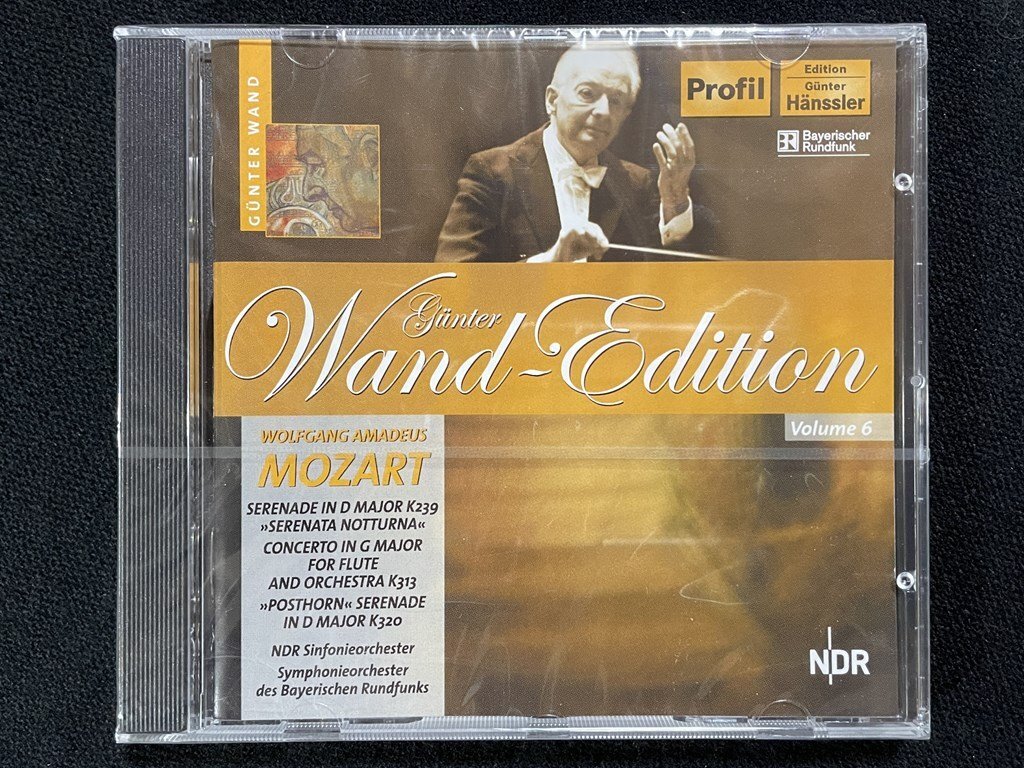 GÜNTER WAND
Profil
Edition
Günter
Hänssler
BR Bayerischer
Rundfunk
Günter
Wand-Edition
Volume 6
WOLFGANG AMADEUS
MOZART
SERENADE IN D MAJOR K239
»SERENATA NOTTURNA«
CONCERTO IN G MAJOR
FOR FLUTE
AND ORCHESTRA K313
»POSTHORN« SERENADE
IN D MAJOR K320
NDR Sinfonieorchester
Symphonieorchester
des Bayerischen Rundfunks
NDR